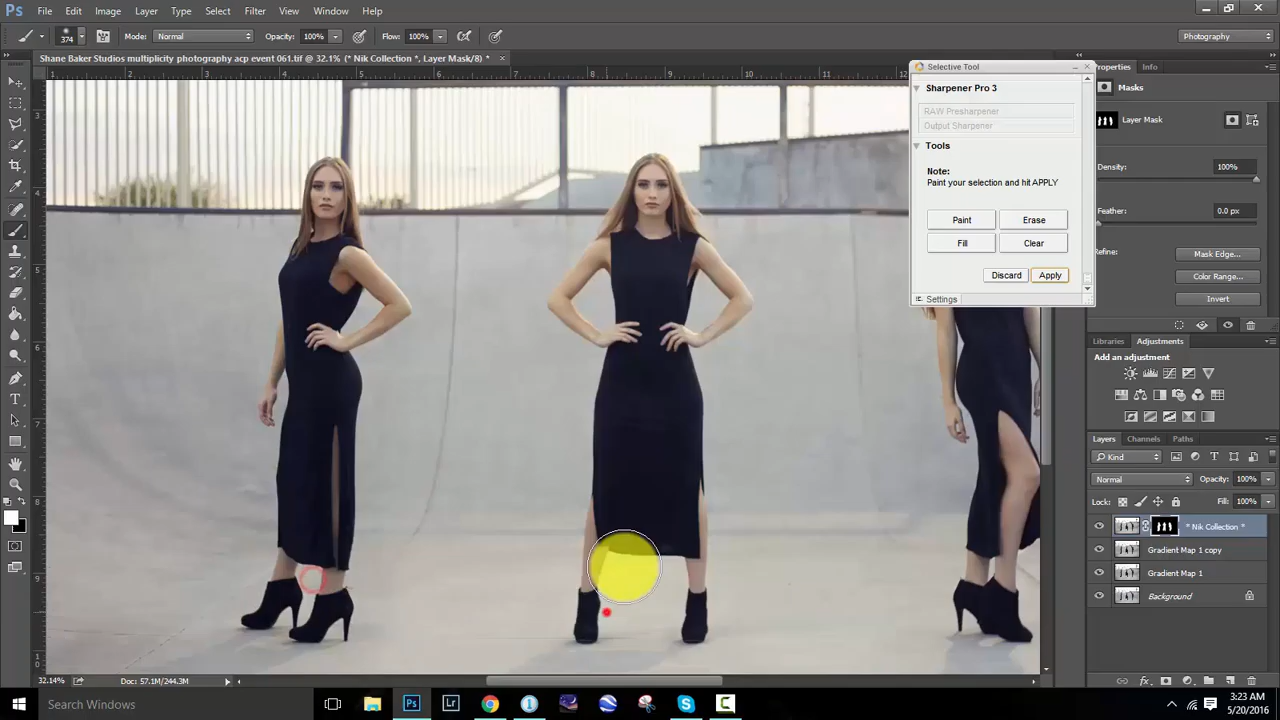 Ps File Edit Image Layer Type Select Filter View Window Help
374 Mode: Normal Opacity: 100% Flow: 100% Photography
Shane Baker Studios multiplicity photography acp event 061.tif @ 32.1% (* Nik Collection *, Layer Mask/8) *
Selective Tool
Properties Info
Sharpener Pro 3
Masks
RAW Presharpener
Output Sharpener
Layer Mask
Tools
Density: 100%
Note:
Paint your selection and hit APPLY
Feather: 0.0 px
Paint Erase
Fill Clear
Refine: Mask Edge...
Color Range...
Discard Apply
Invert
Settings
Libraries Adjustments
Add an adjustment
Layers Channels Paths
Kind
Normal Opacity: 100%
Lock: Fill: 100%
* Nik Collection *
Gradient Map 1 copy
Gradient Map 1
Background
32.14% Doc: 57.1M/244.3M
Search Windows
Ps Lr
3:23 AM
5/20/2016